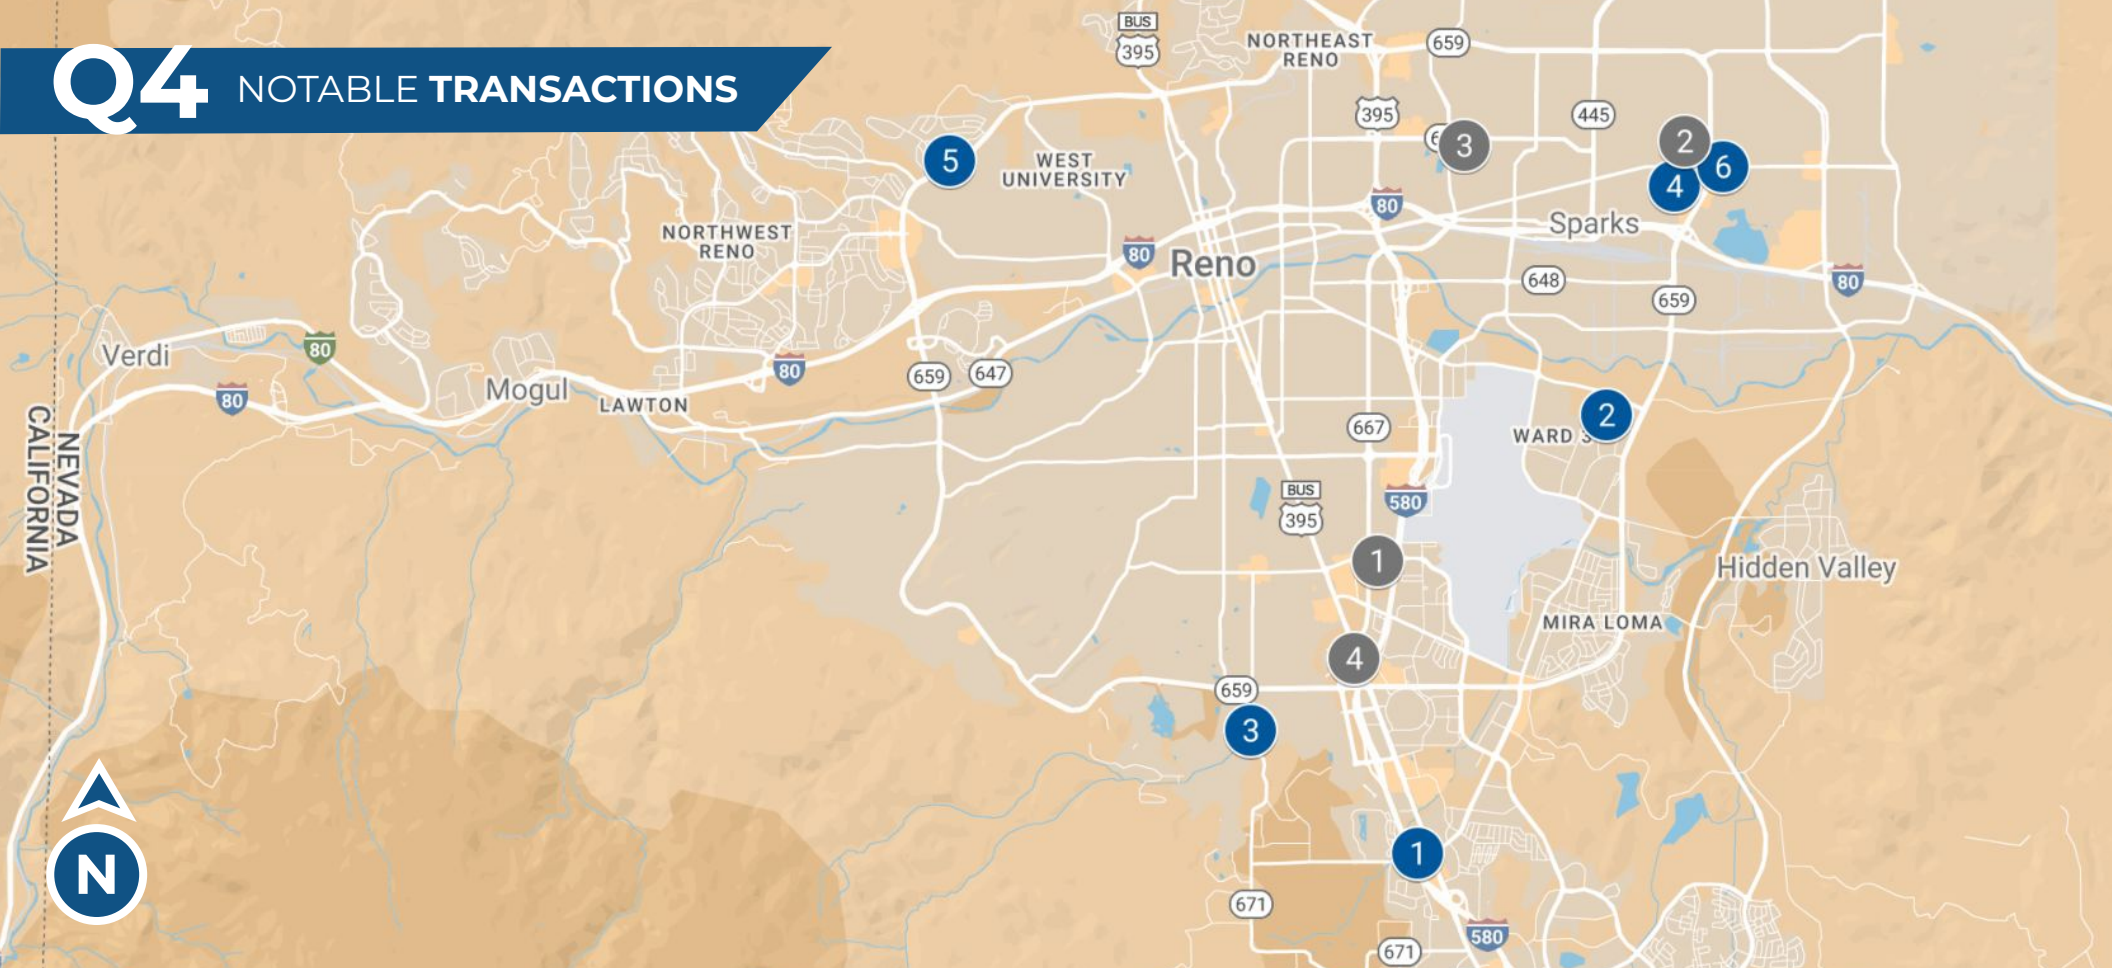 Q4 NOTABLE TRANSACTIONS
BUS
395
NORTHEAST
RENO
659
395
445
3
2
6
4
5
WEST
UNIVERSITY
80
Sparks
NORTHWEST
RENO
80
Reno
648
80
659
Verdi
80
80
659
647
Mogul
LAWTON
80
CALIFORNIA
NEVADA
667
2
WARD
BUS
395
580
1
Hidden Valley
MIRA LOMA
4
659
3
N
1
671
580
671